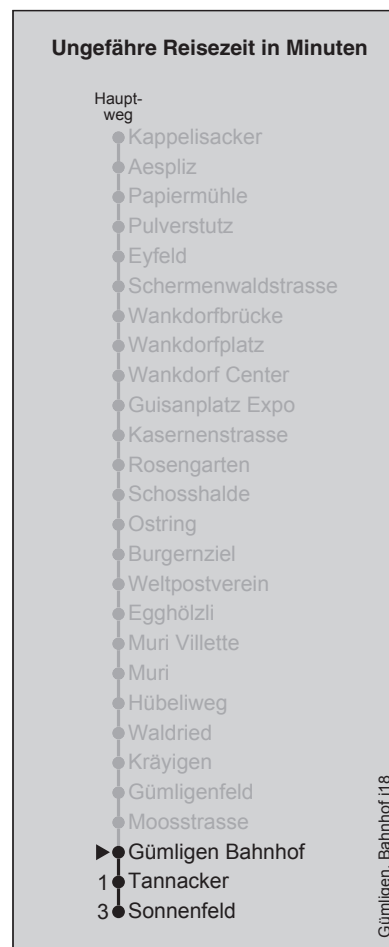 Ungefähre Reisezeit in Minuten
Haupt-
weg
Kappelisacker
Aespliz
Papiermühle
Pulverstutz
Eyfeld
Schermenwaldstrasse
Wankdorfbrücke
Wankdorfplatz
Wankdorf Center
Guisanplatz Expo
Kasernenstrasse
Rosengarten
Schosshalde
Ostring
Burgernziel
Weltpostverein
Egghölzli
Muri Villette
Muri
Hübeliweg
Waldried
Kräyigen
Gümligenfeld
Moosstrasse
Gümligen Bahnhof
1 Tannacker
3 Sonnenfeld
Gümligen, Bahnhof i18